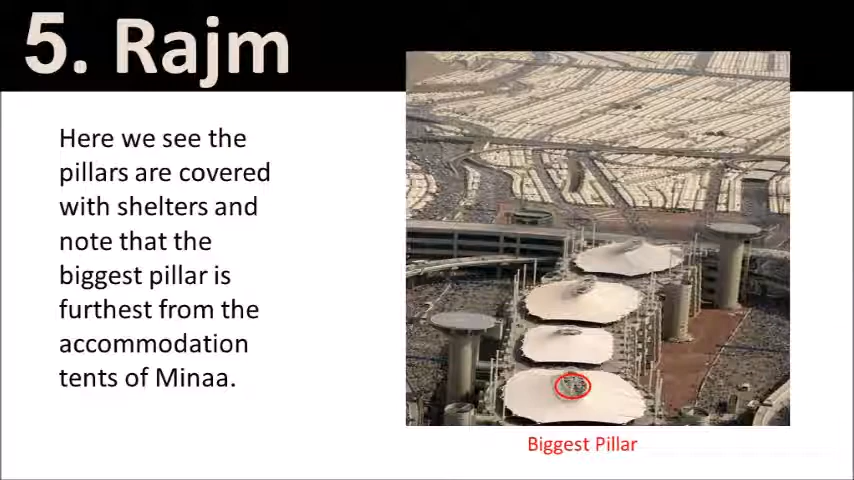 5. Rajm
Here we see the
pillars are covered
with shelters and
note that the
biggest pillar is
furthest from the
accommodation
tents of Minaa.
Biggest Pillar